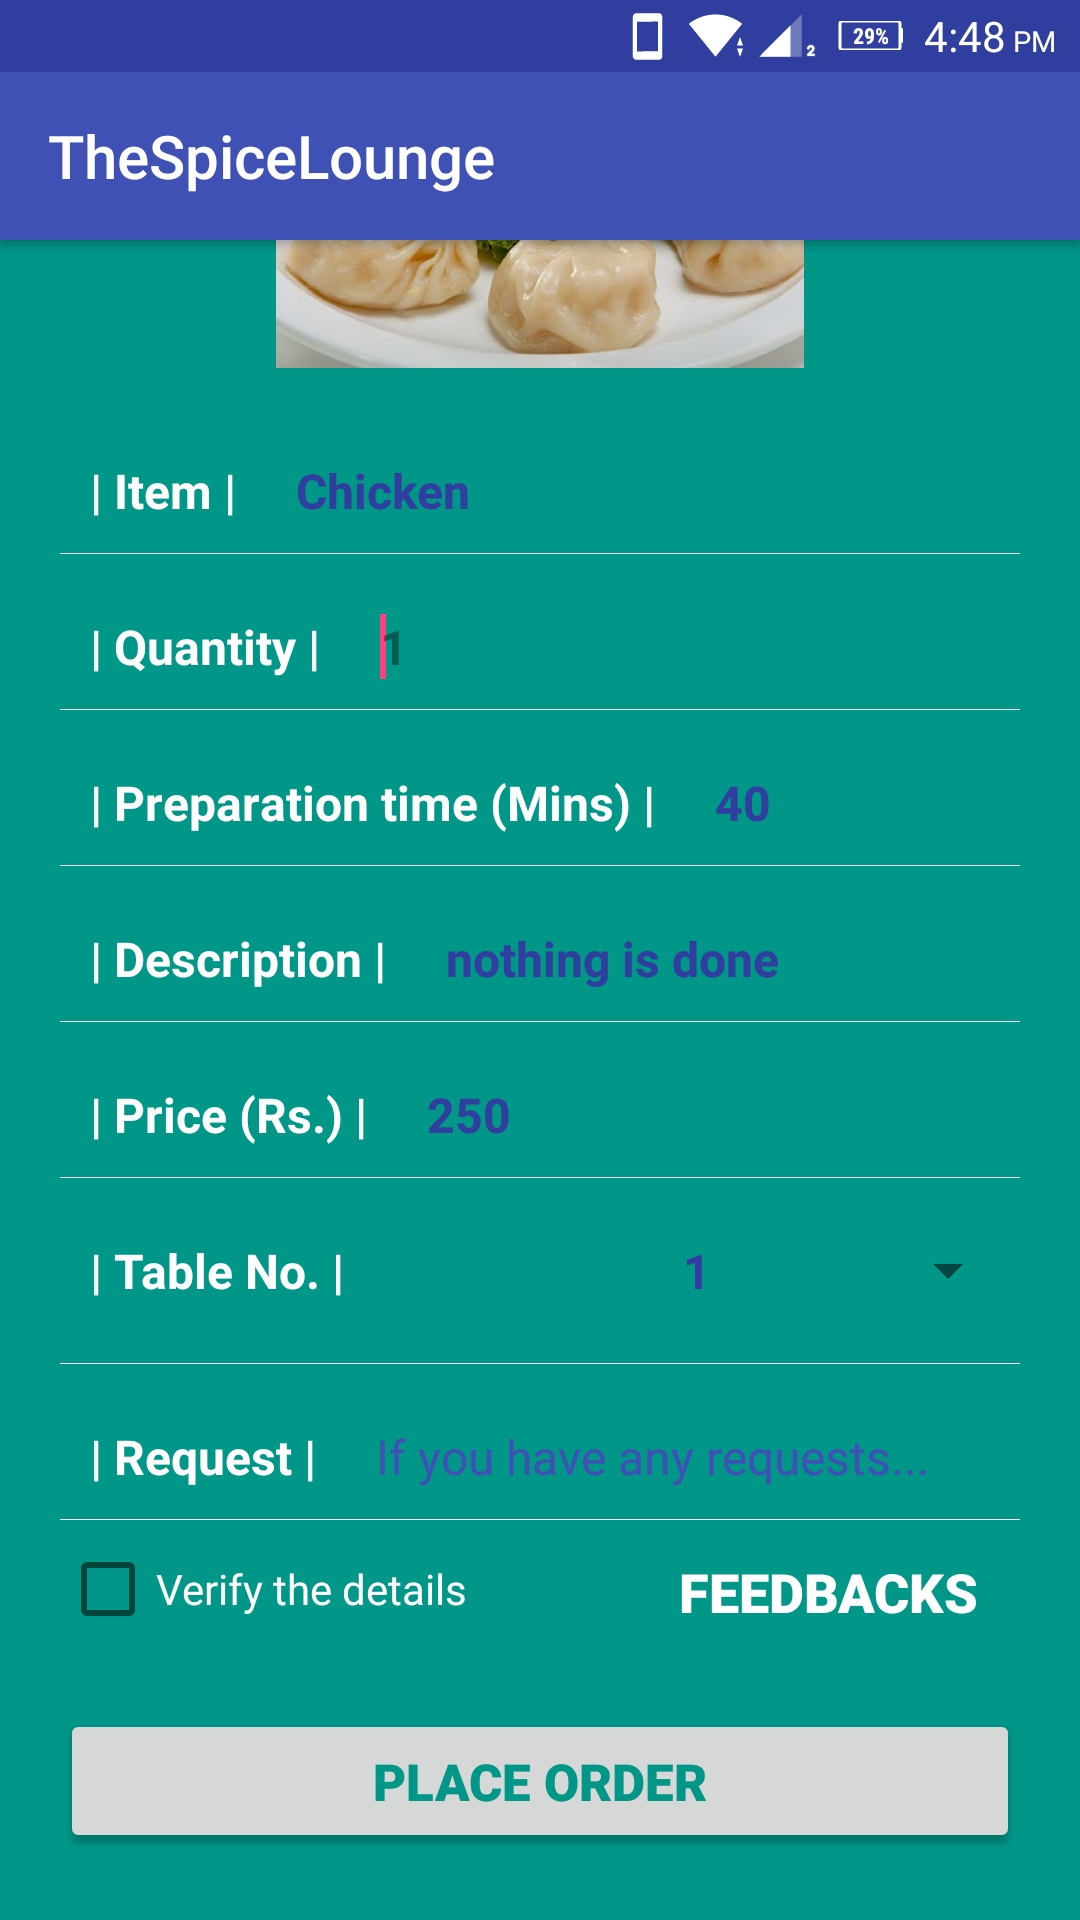 29% 4:48 PM
TheSpiceLounge
| Item | Chicken
| Quantity | 1
| Preparation time (Mins) | 40
| Description | nothing is done
| Price (Rs.) | 250
| Table No. | 1
| Request | If you have any requests...
Verify the details FEEDBACKS
PLACE ORDER